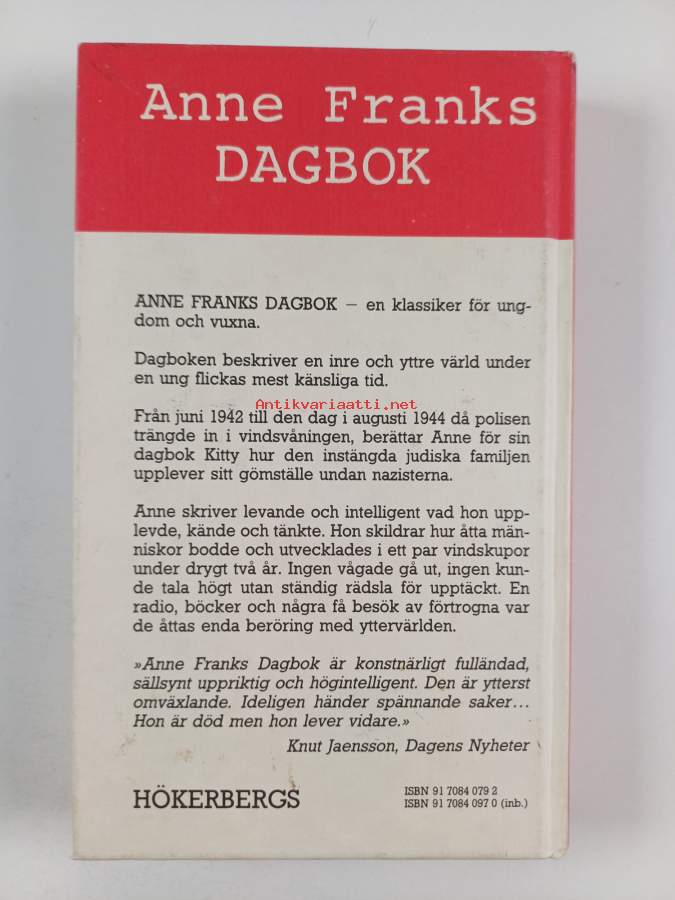 Anne Franks
DAGBOK
ANNE FRANKS DAGBOK – en klassiker för ung-
dom och vuxna.
Dagboken beskriver en inre och yttre värld under
en ung flickas mest känsliga tid.
Antikvariaatti.net
Från juni 1942 till den dag i augusti 1944 då polisen
trängde in i vindsvåningen, berättar Anne för sin
dagbok Kitty hur den instängda judiska familjen
upplever sitt gömställe undan nazisterna.
Anne skriver levande och intelligent vad hon upp-
levde, kände och tänkte. Hon skildrar hur åtta män-
niskor bodde och utvecklades i ett par vindskupor
under drygt två år. Ingen vågade gå ut, ingen kun-
de tala högt utan ständig rädsla för upptäckt. En
radio, böcker och några få besök av förtrogna var
de åttas enda beröring med yttervärlden.
»Anne Franks Dagbok är konstnärligt fulländad,
sällsynt uppriktig och högintelligent. Den är ytterst
omväxlande. Ideligen händer spännande saker...
Hon är död men hon lever vidare.»
Knut Jaensson, Dagens Nyheter
HÖKERBERGS
ISBN 91 7084 079 2
ISBN 91 7084 097 0 (inb.)